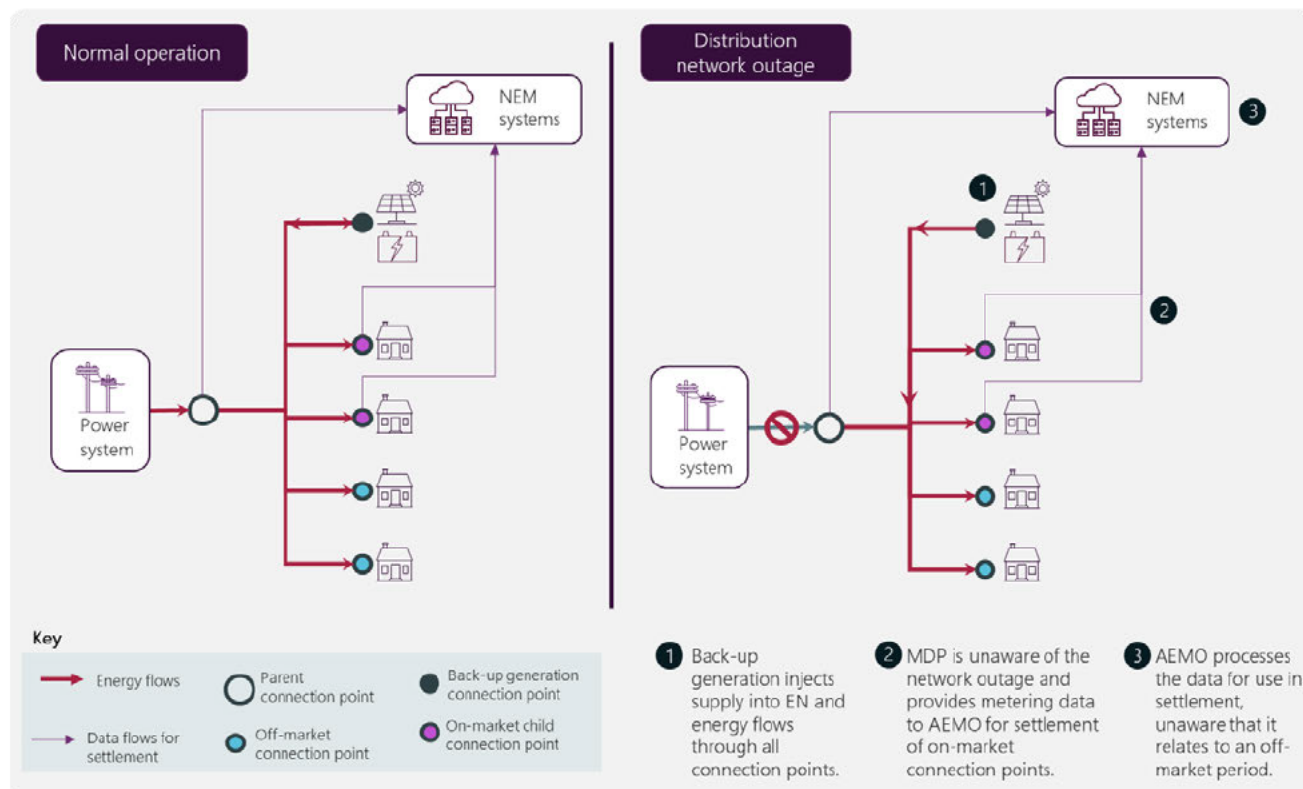 Normal operation
NEM
systems
Power
system
Distribution
network outage
NEM
systems
3
1
2
Power
system
Key
Energy flows
Parent
connection point
Back-up generation
connection point
Data flows for
settlement
Off-market
connection point
On-market child
connection point
1 Back-up
generation injects
supply into EN and
energy flows
through all
connection points.
2 MDP is unaware of the
network outage and
provides metering data
to AEMO for settlement
of on-market
connection points.
3 AEMO processes
the data for use in
settlement,
unaware that it
relates to an off-
market period.